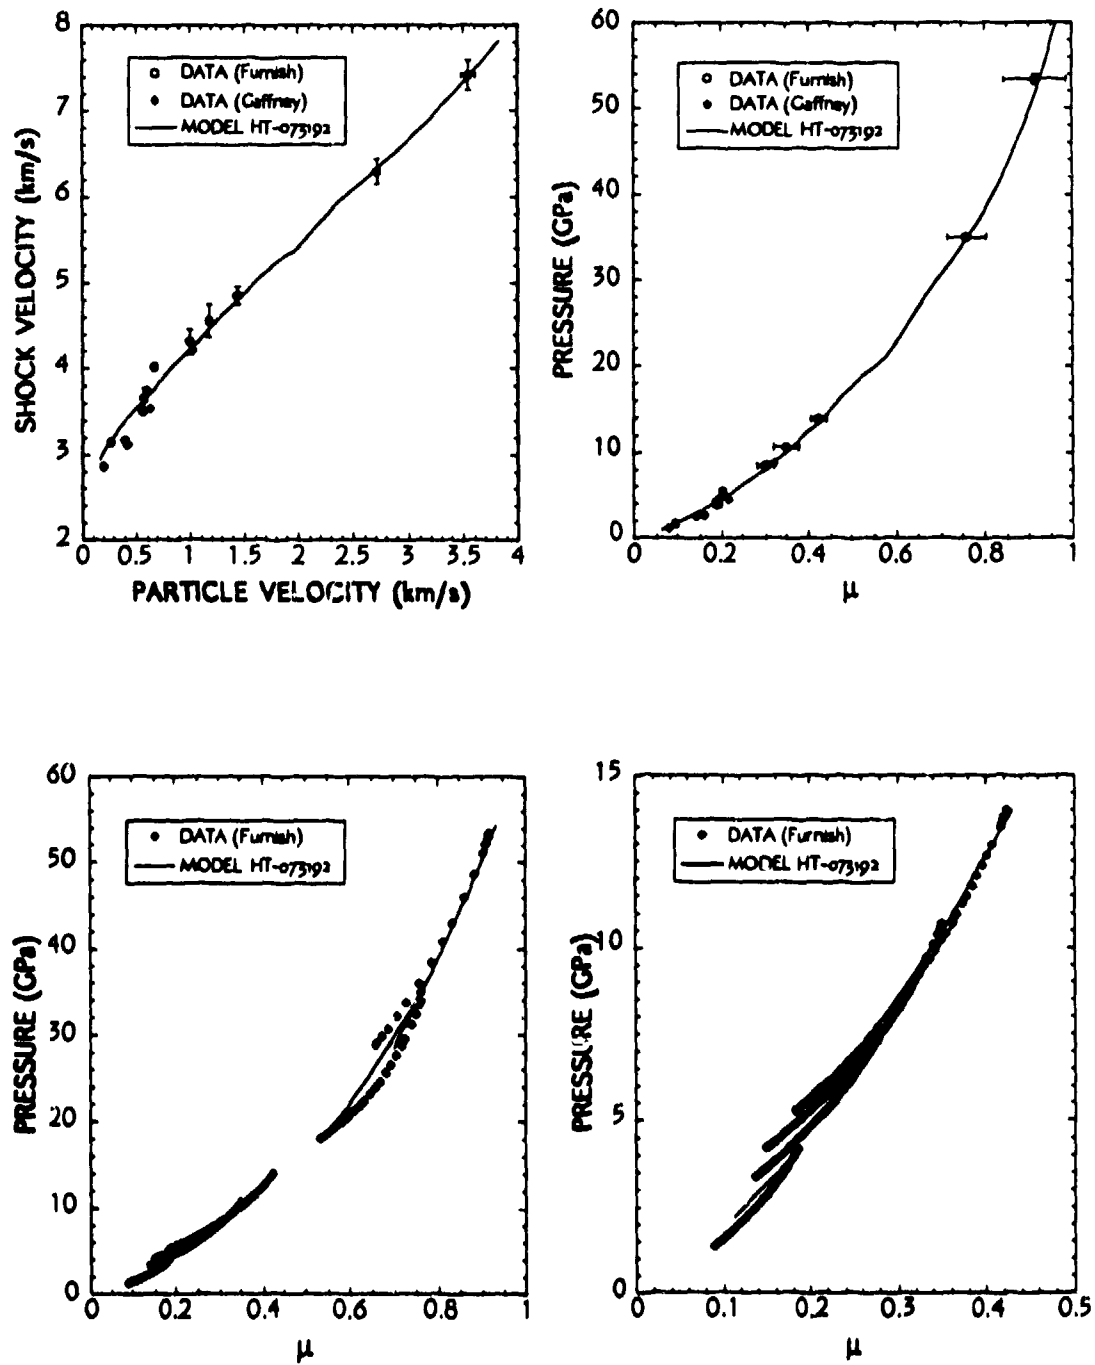 8
7
6
5
4
3
2
SHOCK VELOCITY (km/s)
DATA (Furnish)
DATA (Gaffney)
MODEL HT-073192
0 0.5 1 1.5 2 2.5 3 3.5 4
PARTICLE VELOCITY (km/s)
60
50
40
30
20
10
0
PRESSURE (GPa)
DATA (Furnish)
DATA (Gaffney)
MODEL HT-073192
0 0.2 0.4 0.6 0.8 1
μ
60
50
40
30
20
10
0
PRESSURE (GPa)
DATA (Furnish)
MODEL HT-073192
0 0.2 0.4 0.6 0.8 1
μ
15
10
5
0
PRESSURE (GPa)
DATA (Furnish)
MODEL HT-073192
0 0.1 0.2 0.3 0.4 0.5
μ